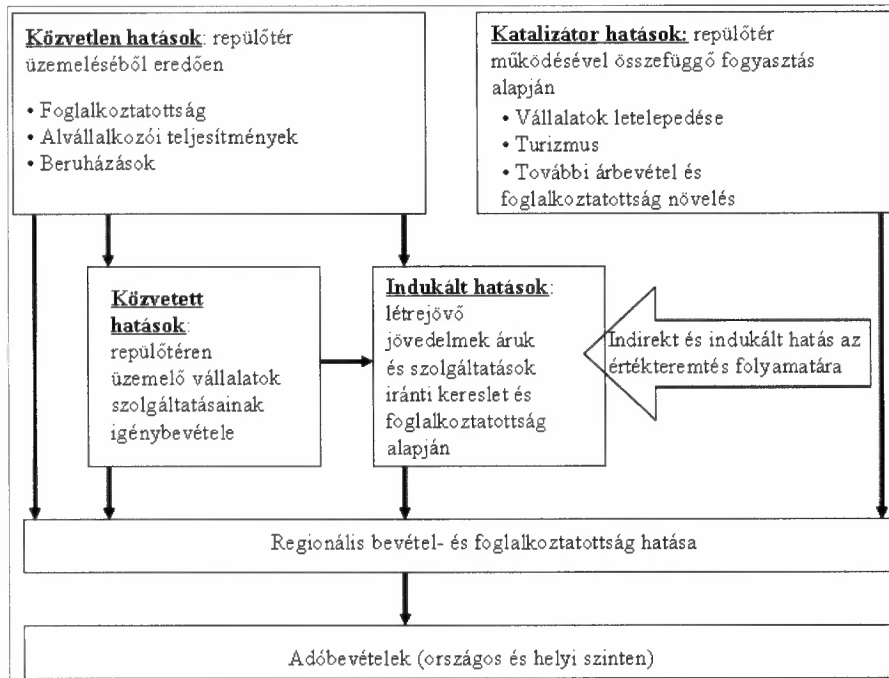 Közvetlen hatások: repülőtér
üzemeléséből eredően
• Foglalkoztatottság
• Alvállalkozói teljesítmények
• Beruházások
Katalizátor hatások: repülőtér
működésével összefüggő fogyasztás
alapján
• Vállalatok letelepedése
• Turizmus
• További árbevétel és
foglalkoztatottság növelés
Közvetett
hatások:
repülőtéren
üzemelő vállalatok
szolgáltatásainak
igénybevétele
Indukált hatások:
létrejövő
jövedelmek áruk
és szolgáltatások
iránti kereslet és
foglalkoztatottság
alapján
Indirekt és indukált hatás az
értékteremtés folyamatára
Regionális bevétel- és foglalkoztatottság hatása
Adóbevételek (országos és helyi szinten)